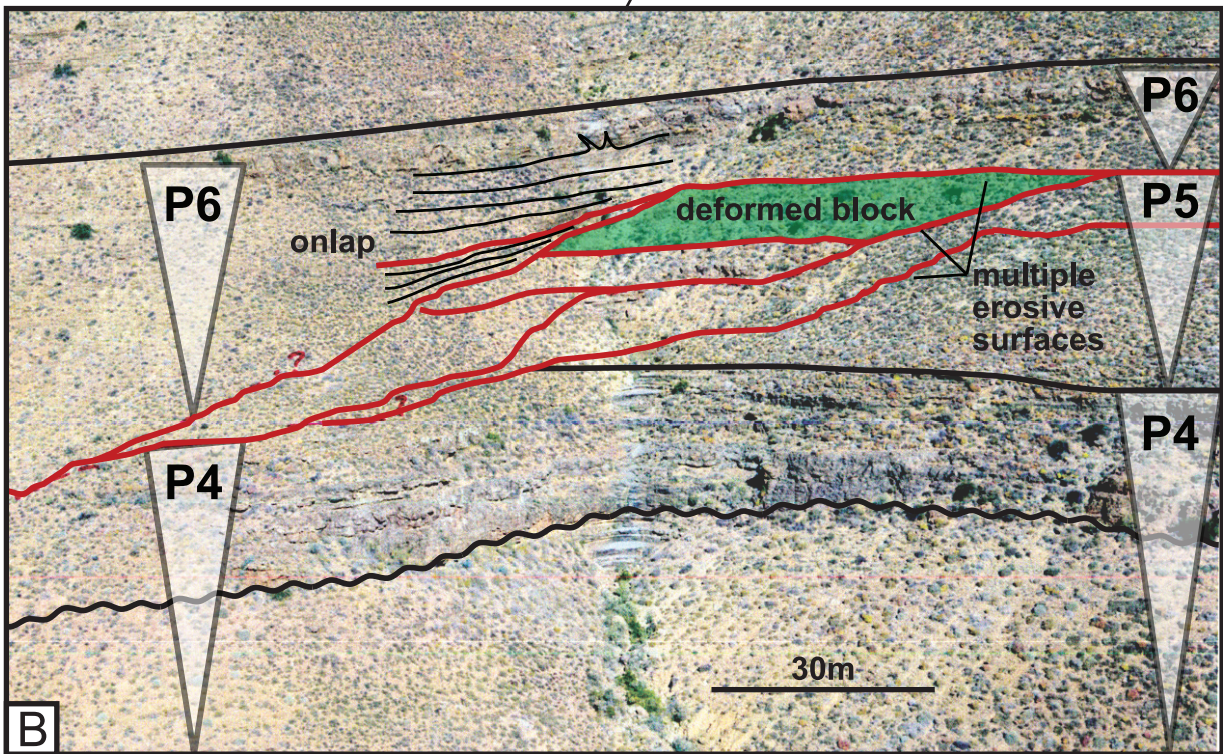 P6
P6
P5
onlap
deformed block
multiple
erosive
surfaces
?
?
P4
P4
30m
B